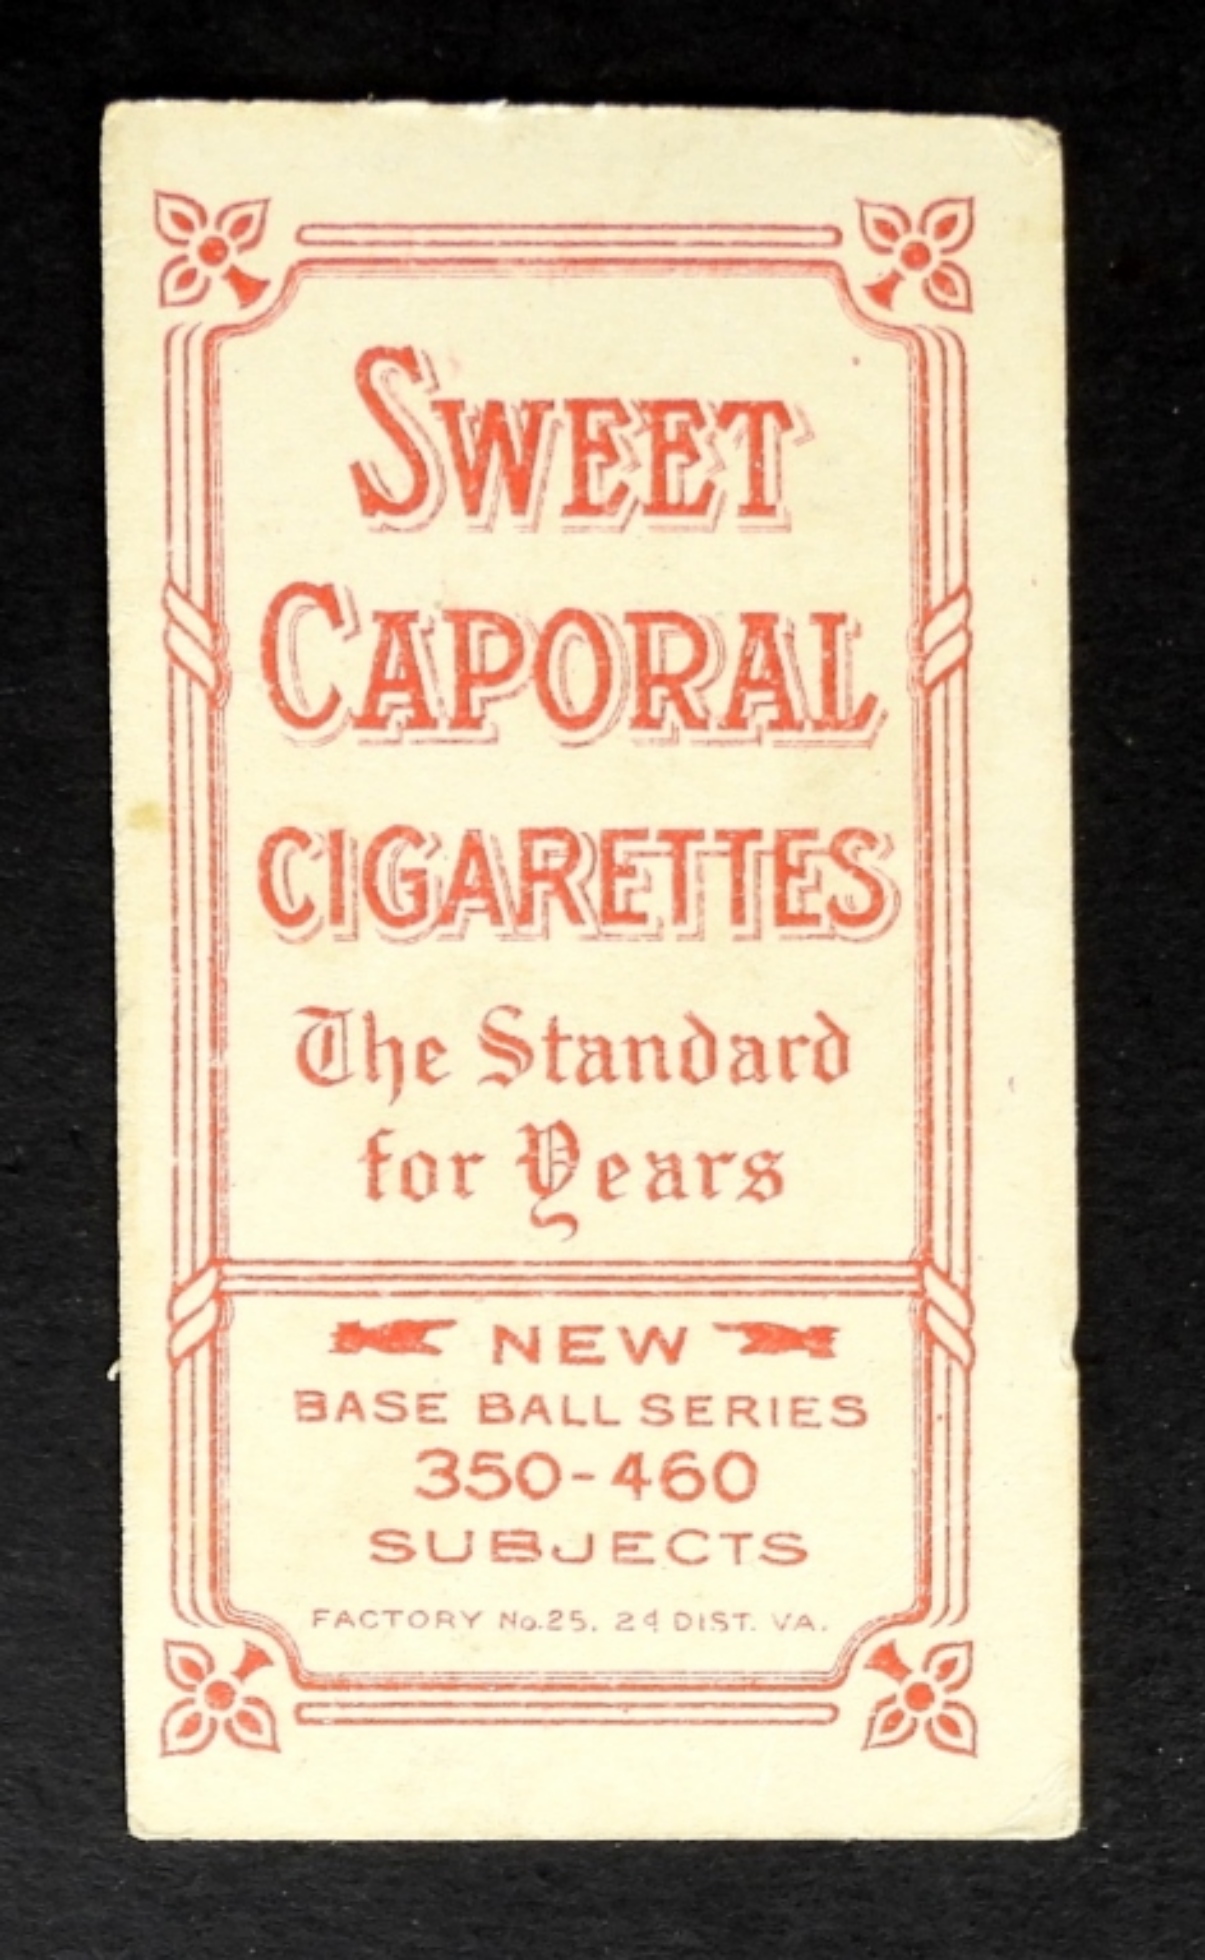 SWEET
CAPORAL
CIGARETTES
The Standard
for Years
NEW
BASE BALL SERIES
350-460
SUBJECTS
FACTORY No.25. 2d DIST. VA.